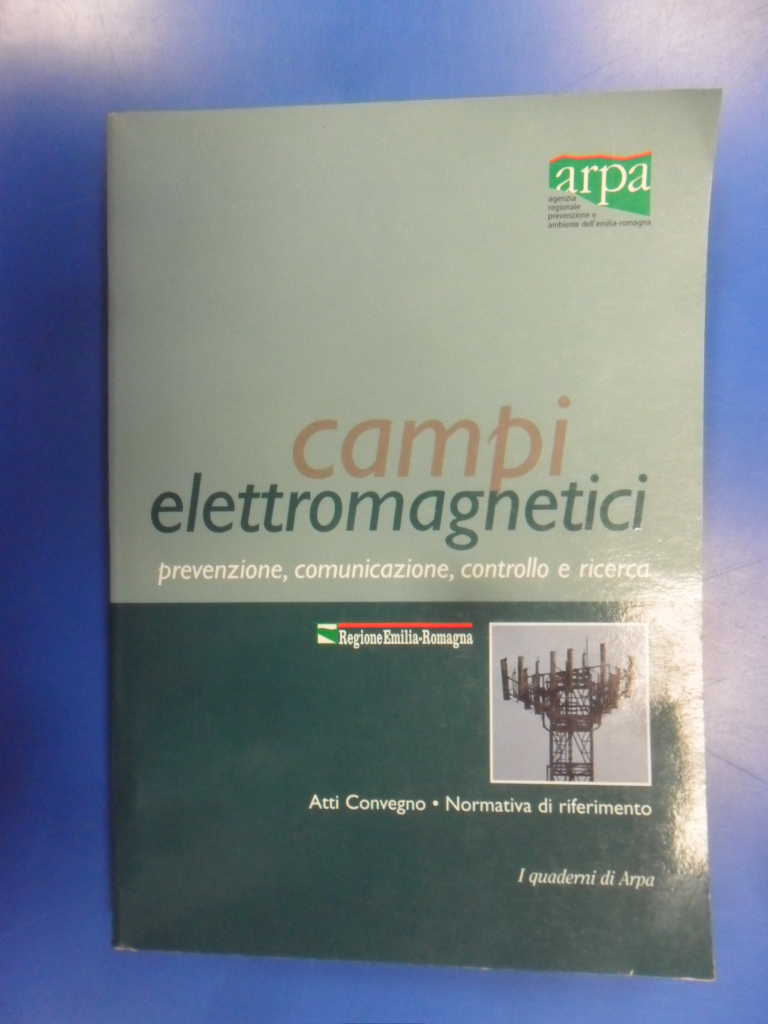 arpa
agenzia
regionale
prevenzione e
ambiente dell'emilia-romagna
campi
elettromagnetici
prevenzione, comunicazione, controllo e ricerca
RegioneEmilia-Romagna
Atti Convegno • Normativa di riferimento
I quaderni di Arpa